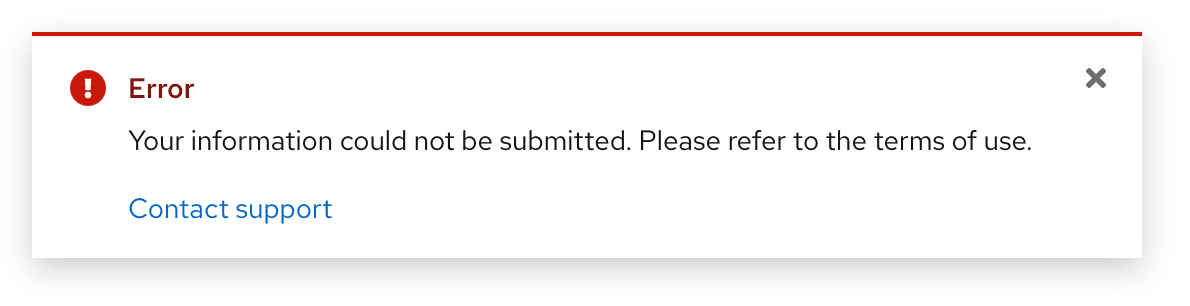 Error
Your information could not be submitted. Please refer to the terms of use.
Contact support